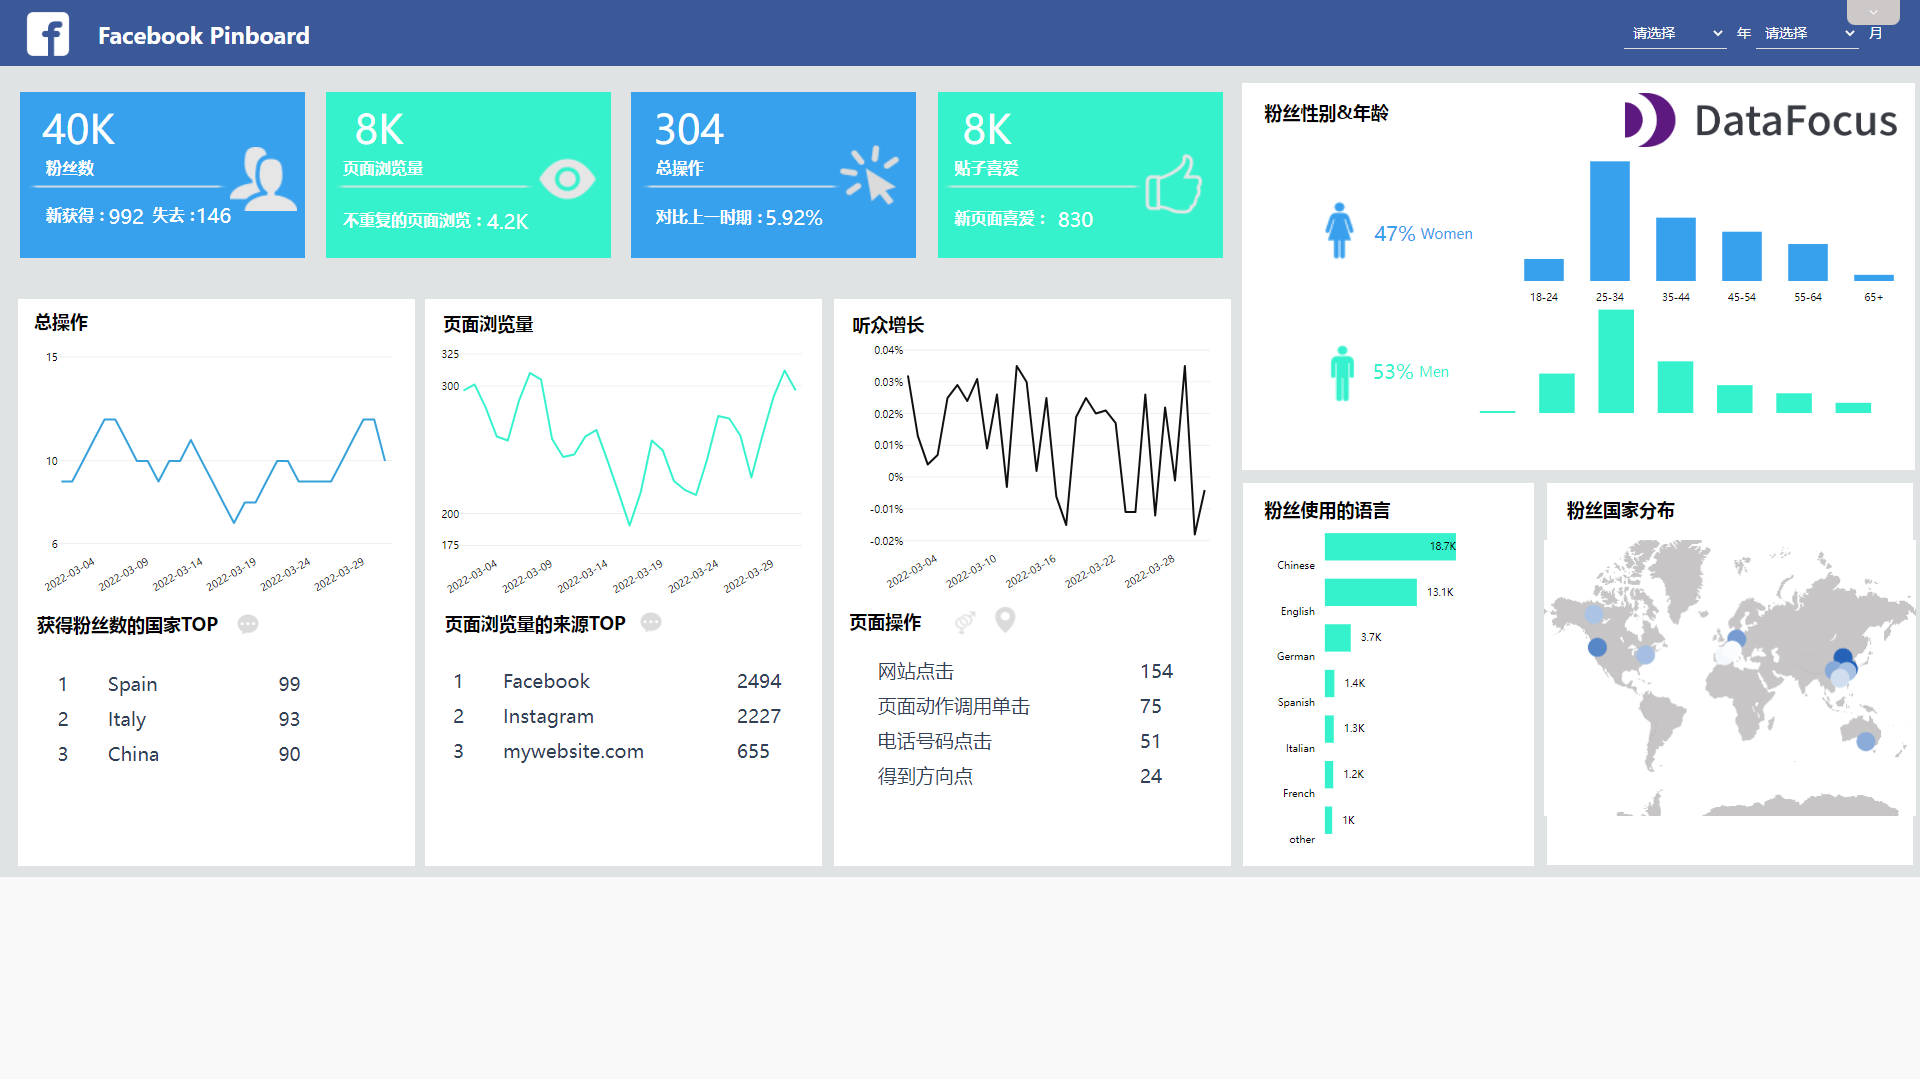 Facebook Pinboard
请选择 年 请选择 月
40K
粉丝数
新获得 : 992 失去 : 146
8K
页面浏览量
不重复的页面浏览 : 4.2K
304
总操作
对比上一时期 : 5.92%
8K
贴子喜爱
新页面喜爱 : 830
粉丝性别&年龄
DataFocus
47% Women
18-24 25-34 35-44 45-54 55-64 65+
53% Men
总操作
15
10
6
2022-03-04 2022-03-09 2022-03-14 2022-03-19 2022-03-24 2022-03-29
页面浏览量
325
300
200
175
2022-03-04 2022-03-09 2022-03-14 2022-03-19 2022-03-24 2022-03-29
听众增长
0.04%
0.03%
0.02%
0.01%
0%
-0.01%
-0.02%
2022-03-04 2022-03-10 2022-03-16 2022-03-22 2022-03-28
获得粉丝数的国家TOP
1 Spain 99
2 Italy 93
3 China 90
页面浏览量的来源TOP
1 Facebook 2494
2 Instagram 2227
3 mywebsite.com 655
页面操作
网站点击 154
页面动作调用单击 75
电话号码点击 51
得到方向点 24
粉丝使用的语言
Chinese 18.7K
English 13.1K
German 3.7K
Spanish 1.4K
Italian 1.3K
French 1.2K
other 1K
粉丝国家分布